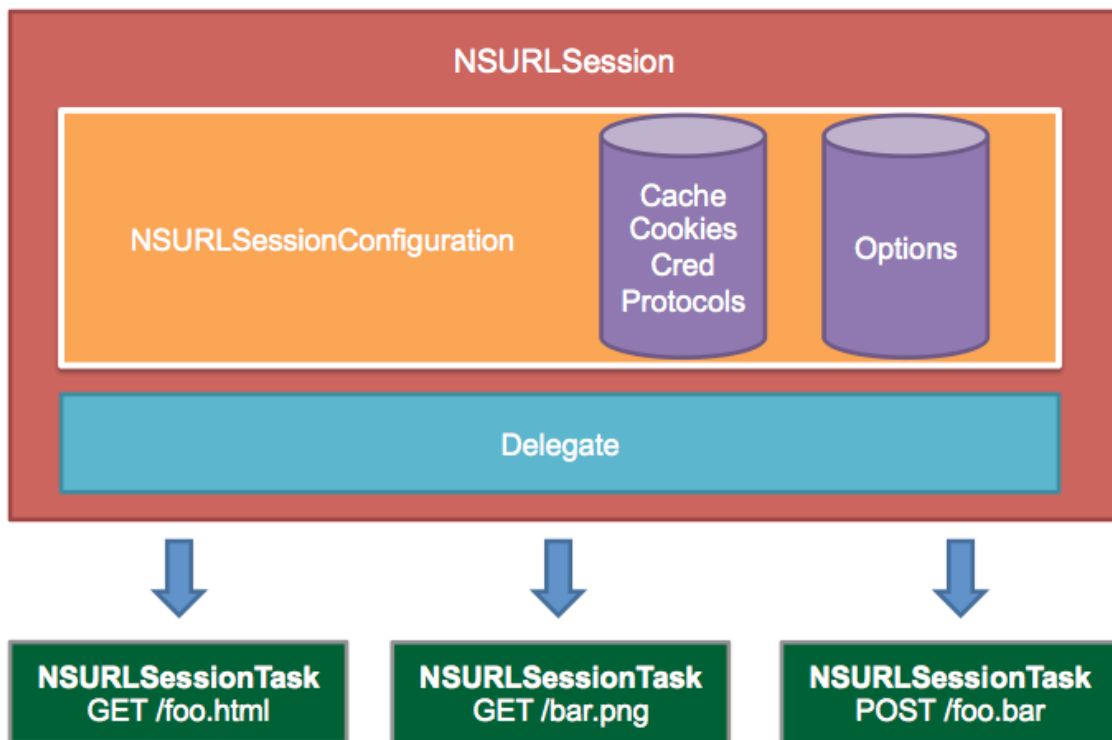 NSURLSession
NSURLSessionConfiguration
Cache
Cookies
Cred
Protocols
Options
Delegate
NSURLSessionTask
GET /foo.html
NSURLSessionTask
GET /bar.png
NSURLSessionTask
POST /foo.bar